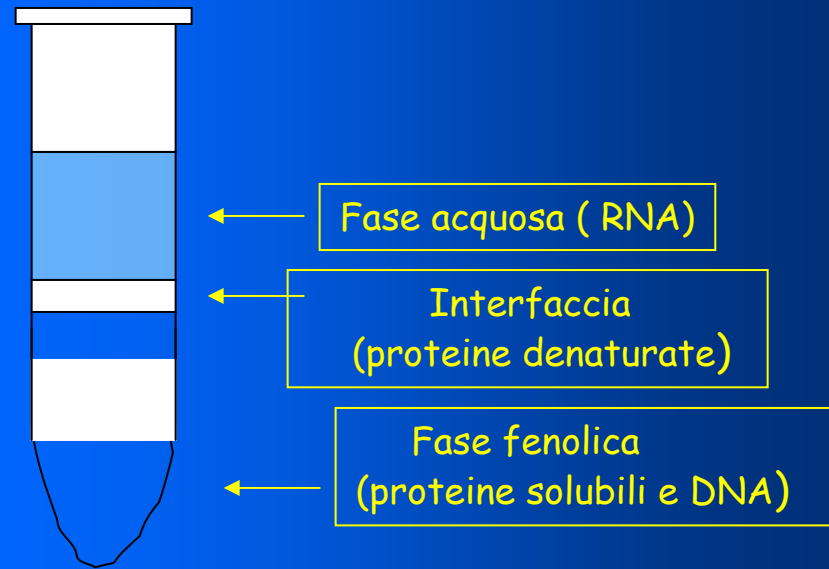 Fase acquosa ( RNA)
Interfaccia
(proteine denaturate)
Fase fenolica
(proteine solubili e DNA)